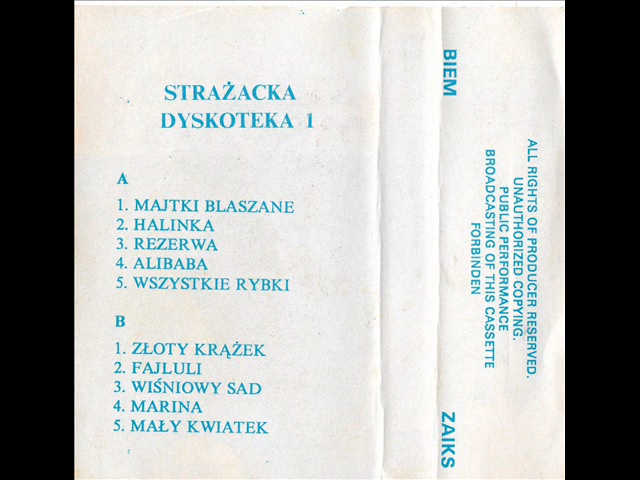 STRAŻACKA
DYSKOTEKA 1
A
1. MAJTKI BLASZANE
2. HALINKA
3. REZERWA
4. ALIBABA
5. WSZYSTKIE RYBKI
B
1. ZŁOTY KRĄŻEK
2. FAJLULI
3. WIŚNIOWY SAD
4. MARINA
5. MAŁY KWIATEK
BIEM
ZAIKS
ALL RIGHTS OF PRODUCER RESERVED.
UNAUTHORIZED COPYING.
PUBLIC PERFORMANCE
BROADCASTING OF THIS CASSETTE
FORBINDEN